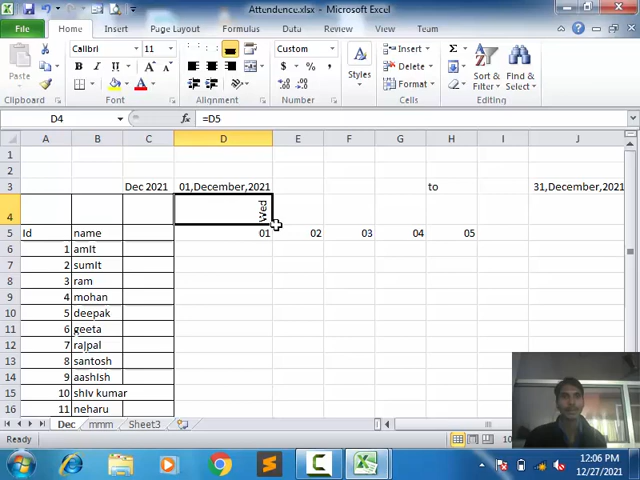 Attendence.xlsx - Microsoft Excel
File Home Insert Page Layout Formulas Data Review View Team
Calibri 11 Custom Insert
Paste Styles Delete Sort & Filter Find & Select
Format
Clipboard Font Alignment Number Cells Editing
D4 fx =D5
A B C D E F G H I J
1
2
3 Dec 2021 01,December,2021 to 31,December,2021
4 Wed
5 Id name 01 02 03 04 05
6 1 amIt
7 2 sumIt
8 3 ram
9 4 mohan
10 5 deepak
11 6 geeta
12 7 rajpal
13 8 santosh
14 9 aashIsh
15 10 shIv kumar
16 11 neharu
Dec mmm Sheet3
Ready 10
12:06 PM
12/27/2021